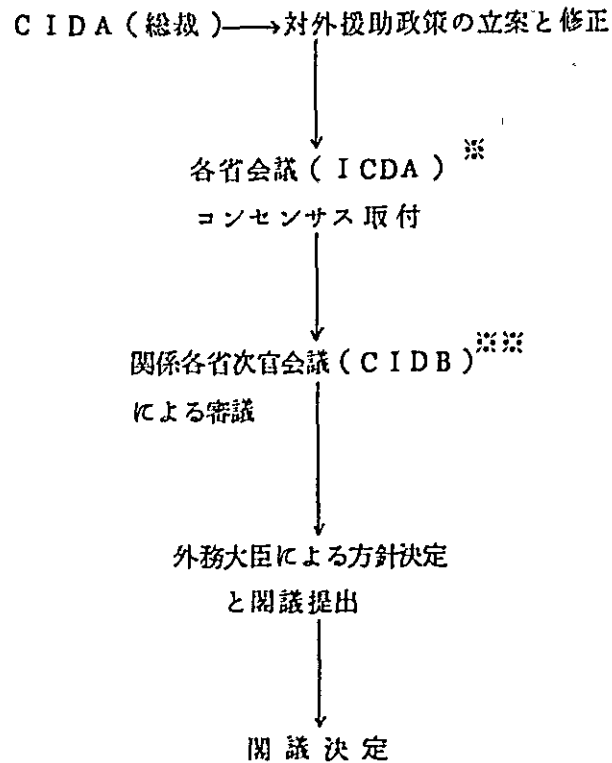 CIDA(総裁)→対外援助政策の立案と修正
各省会議(ICDA)※
コンセンサス取付
関係各省次官会議(CIDB)※※
による審議
外務大臣による方針決定
と閣議提出
閣議決定